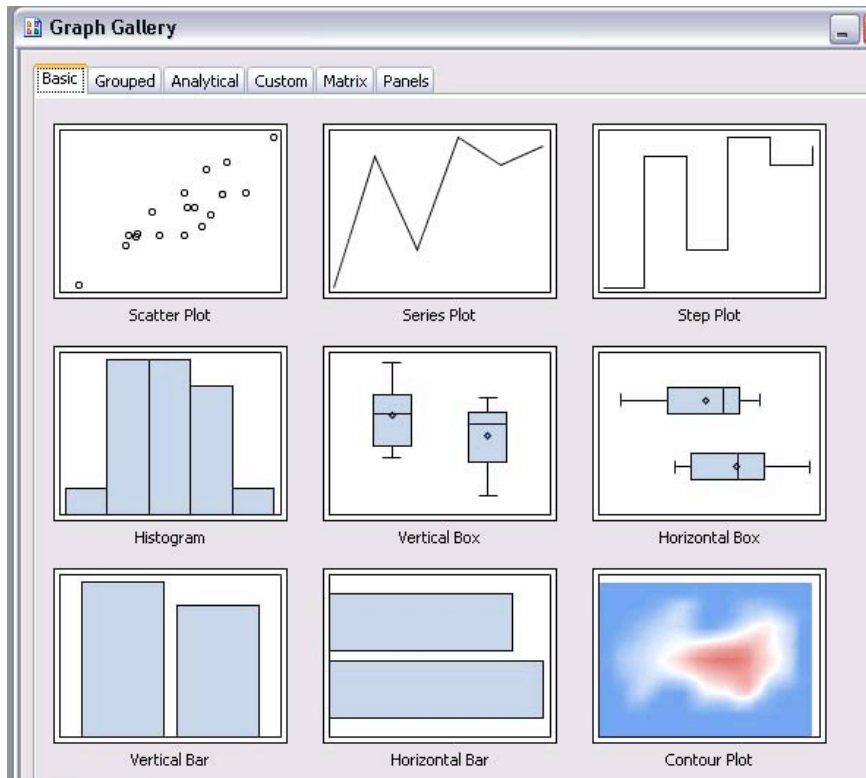 Graph Gallery
Basic Grouped Analytical Custom Matrix Panels
Scatter Plot Series Plot Step Plot
Histogram Vertical Box Horizontal Box
Vertical Bar Horizontal Bar Contour Plot